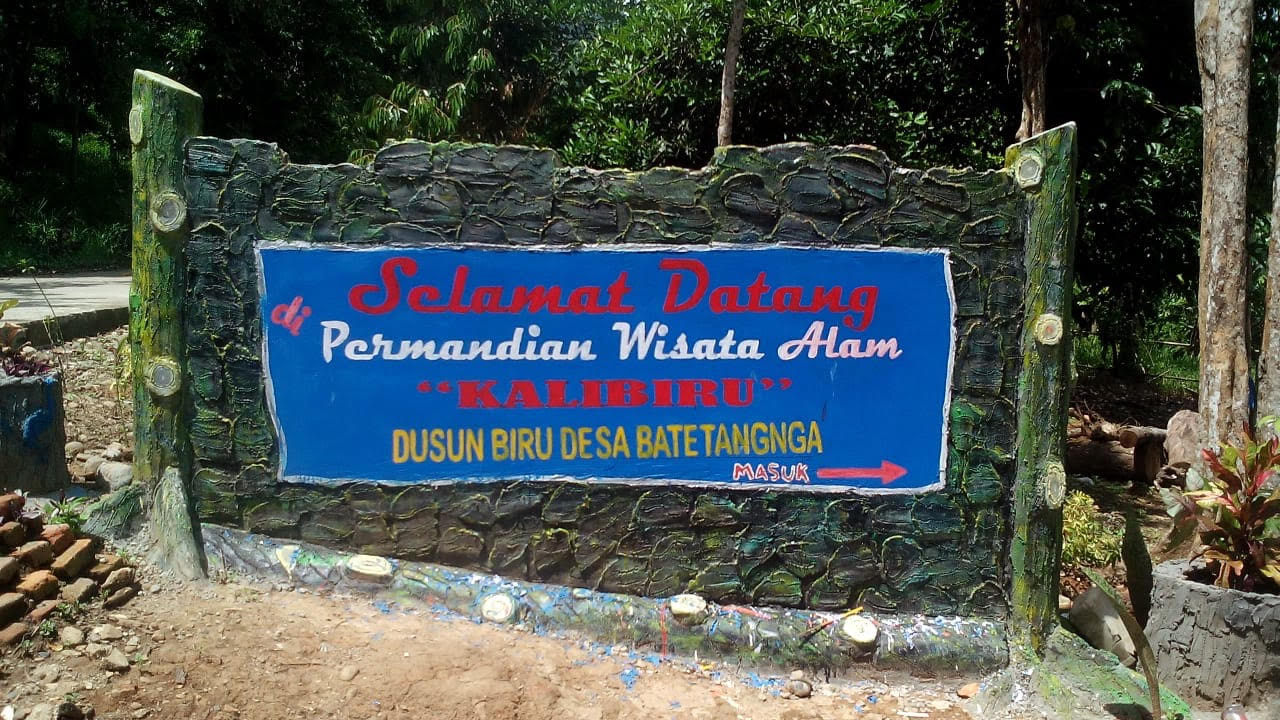 Selamat Datang
di Permandian Wisata Alam
“KALIBIRU”
DUSUN BIRU DESA BATETANGNGA
MASUK